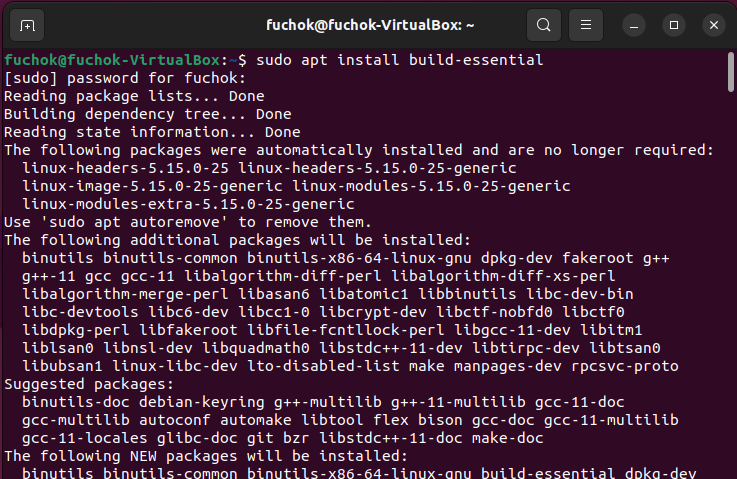 fuchok@fuchok-VirtualBox: ~
fuchok@fuchok-VirtualBox:~$ sudo apt install build-essential
[sudo] password for fuchok:
Reading package lists... Done
Building dependency tree... Done
Reading state information... Done
The following packages were automatically installed and are no longer required:
  linux-headers-5.15.0-25 linux-headers-5.15.0-25-generic
  linux-image-5.15.0-25-generic linux-modules-5.15.0-25-generic
  linux-modules-extra-5.15.0-25-generic
Use 'sudo apt autoremove' to remove them.
The following additional packages will be installed:
  binutils binutils-common binutils-x86-64-linux-gnu dpkg-dev fakeroot g++
  g++-11 gcc gcc-11 libalgorithm-diff-perl libalgorithm-diff-xs-perl
  libalgorithm-merge-perl libasan6 libatomic1 libbinutils libc-dev-bin
  libc-devtools libc6-dev libcc1-0 libcrypt-dev libctf-nobfd0 libctf0
  libdpkg-perl libfakeroot libfile-fcntllock-perl libgcc-11-dev libitm1
  liblsan0 libnsl-dev libquadmath0 libstdc++-11-dev libtirpc-dev libtsan0
  libubsan1 linux-libc-dev lto-disabled-list make manpages-dev rpcsvc-proto
Suggested packages:
  binutils-doc debian-keyring g++-multilib g++-11-multilib gcc-11-doc
  gcc-multilib autoconf automake libtool flex bison gcc-doc gcc-11-multilib
  gcc-11-locales glibc-doc git bzr libstdc++-11-doc make-doc
The following NEW packages will be installed:
  binutils binutils-common binutils-x86-64-linux-gnu build-essential dpkg-dev